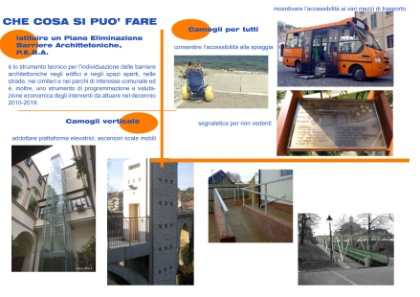 CHE COSA SI PUO' FARE
Istituire un Piano Eliminazione
Barriere Architettoniche,
P.E.B.A.
è lo strumento tecnico per l'individuazione delle barriere
architettoniche negli edifici e negli spazi aperti, nelle
strade, nei cimiteri e nei parchi di interesse comunale ed
è, inoltre, uno strumento di programmazione e valuta-
zione economica degli interventi da attuare nel decennio
2010-2019.
Camogli per tutti
consentire l'accessibilità alla spiaggia
incentivare l'accessibilità ai vari mezzi di trasporto
segnaletica per non vedenti
Camogli verticale
addottare piattaforme elevatrici, ascensori scale mobili